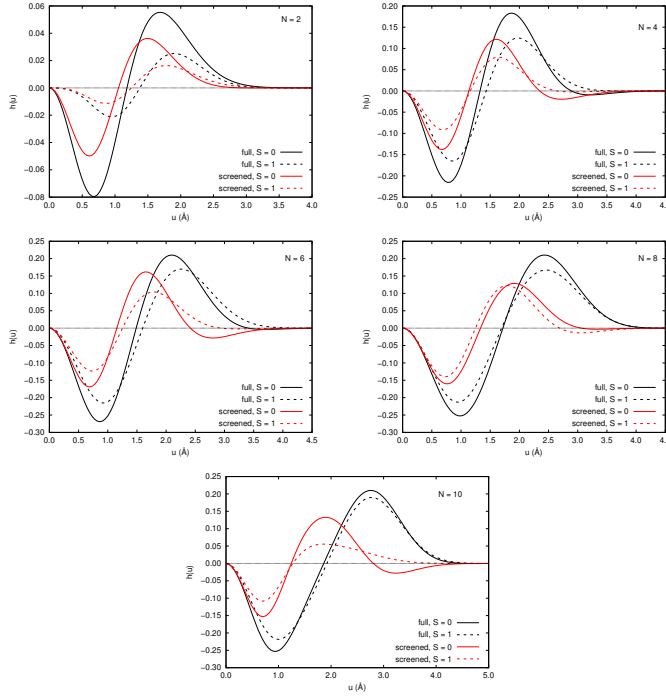 0.06
0.04
0.02
0.00
−0.02
−0.04
−0.06
−0.08
0.0 0.5 1.0 1.5 2.0 2.5 3.0 3.5 4.0
h(u)
u (Å)
N = 2
full, S = 0
full, S = 1
screened, S = 0
screened, S = 1
0.20
0.15
0.10
0.05
0.00
−0.05
−0.10
−0.15
−0.20
−0.25
0.0 0.5 1.0 1.5 2.0 2.5 3.0 3.5 4.0 4.5
h(u)
u (Å)
N = 4
full, S = 0
full, S = 1
screened, S = 0
screened, S = 1
0.25
0.20
0.15
0.10
0.05
0.00
−0.05
−0.10
−0.15
−0.20
−0.25
−0.30
0.0 0.5 1.0 1.5 2.0 2.5 3.0 3.5 4.0 4.5
h(u)
u (Å)
N = 6
full, S = 0
full, S = 1
screened, S = 0
screened, S = 1
0.25
0.20
0.15
0.10
0.05
0.00
−0.05
−0.10
−0.15
−0.20
−0.25
−0.30
0.0 0.5 1.0 1.5 2.0 2.5 3.0 3.5 4.0 4.5
h(u)
u (Å)
N = 8
full, S = 0
full, S = 1
screened, S = 0
screened, S = 1
0.25
0.20
0.15
0.10
0.05
0.00
−0.05
−0.10
−0.15
−0.20
−0.25
−0.30
0.0 1.0 2.0 3.0 4.0 5.0
h(u)
u (Å)
N = 10
full, S = 0
full, S = 1
screened, S = 0
screened, S = 1